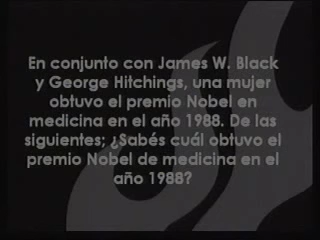 En conjunto con James W. Black
y George Hitchings, una mujer
obtuvo el premio Nobel en
medicina en el año 1988. De las
siguientes; ¿Sabés cuál obtuvo el
premio Nobel de medicina en el
año 1988?